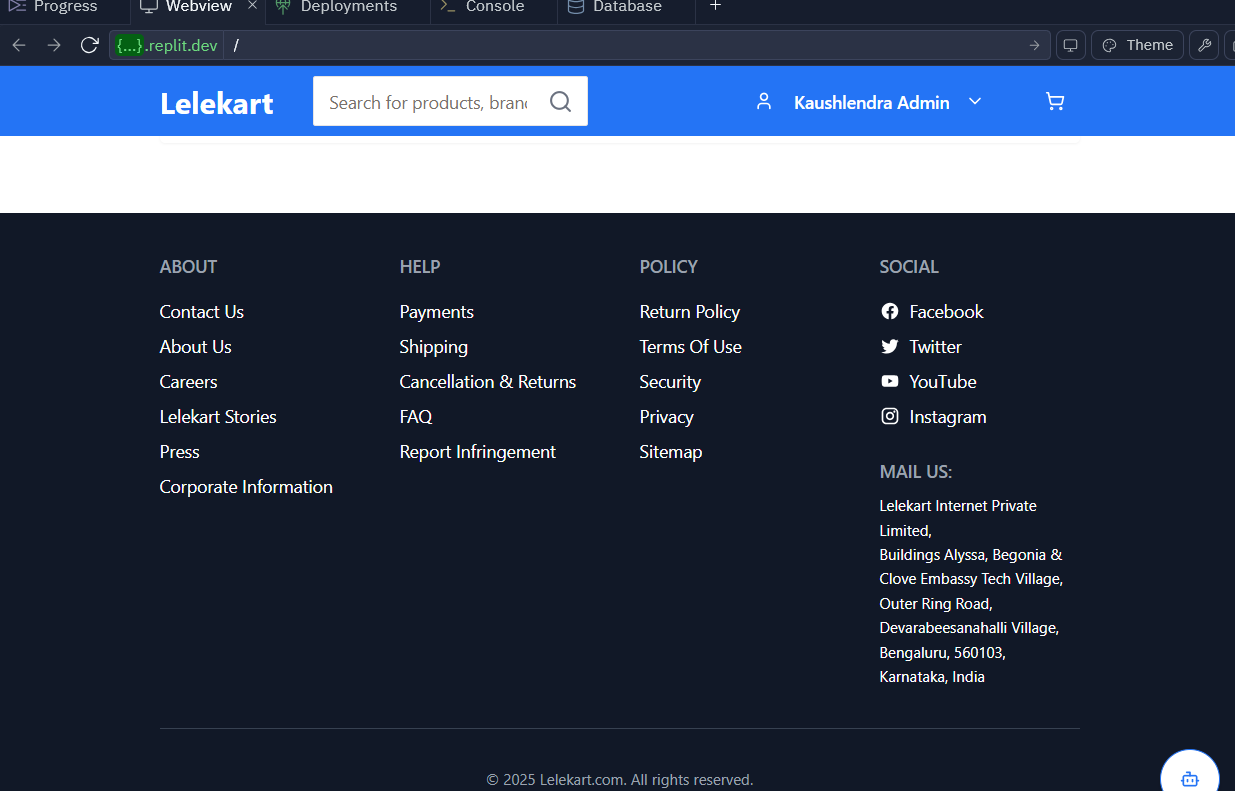 Progress
Webview
Deployments
Console
Database
{...}.replit.dev /
Theme
Lelekart
Search for products, bran
Kaushlendra Admin
ABOUT
Contact Us
About Us
Careers
Lelekart Stories
Press
Corporate Information
HELP
Payments
Shipping
Cancellation & Returns
FAQ
Report Infringement
POLICY
Return Policy
Terms Of Use
Security
Privacy
Sitemap
SOCIAL
Facebook
Twitter
YouTube
Instagram
MAIL US:
Lelekart Internet Private
Limited,
Buildings Alyssa, Begonia &
Clove Embassy Tech Village,
Outer Ring Road,
Devarabeesanahalli Village,
Bengaluru, 560103,
Karnataka, India
© 2025 Lelekart.com. All rights reserved.